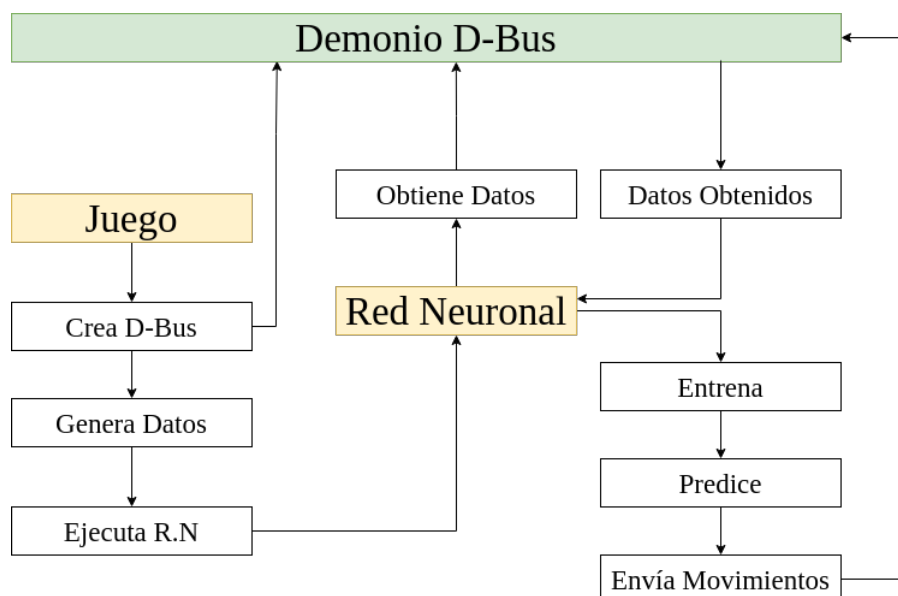 Demonio D-Bus
Obtiene Datos
Datos Obtenidos
Juego
Crea D-Bus
Red Neuronal
Entrena
Genera Datos
Predice
Ejecuta R.N
Envía Movimientos